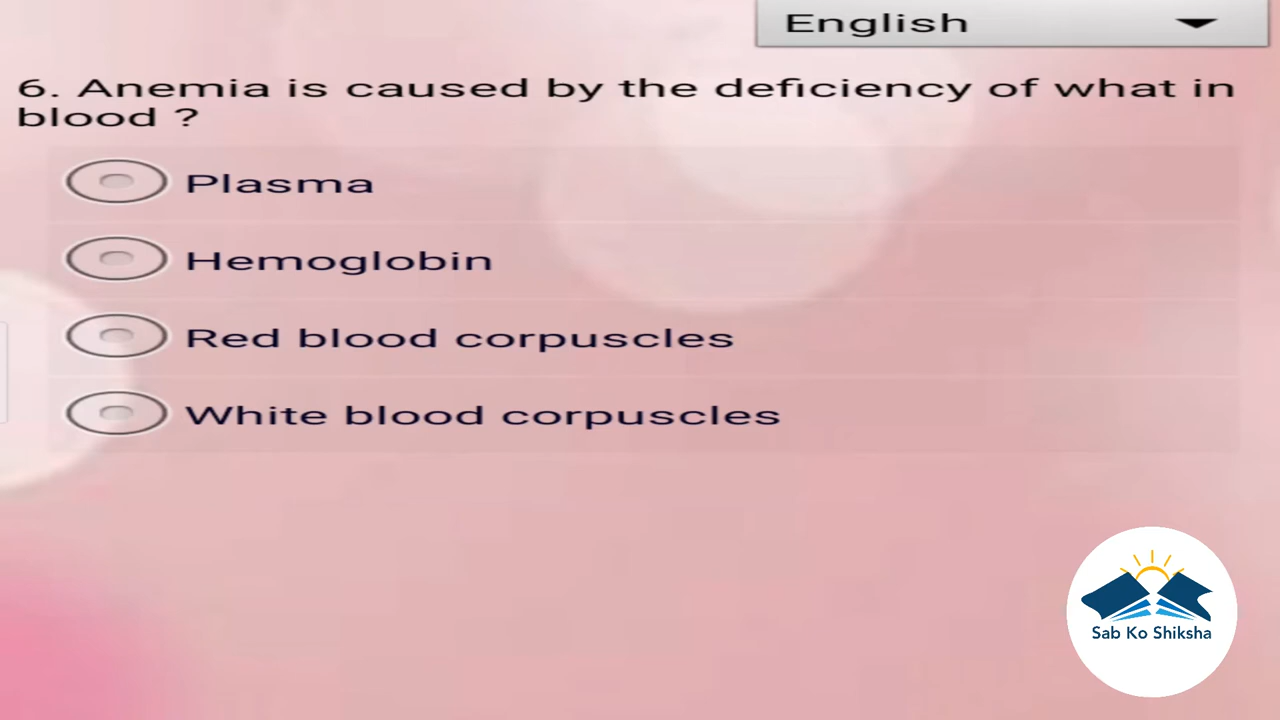 English
6. Anemia is caused by the deficiency of what in
blood ?
Plasma
Hemoglobin
Red blood corpuscles
White blood corpuscles
Sab Ko Shiksha